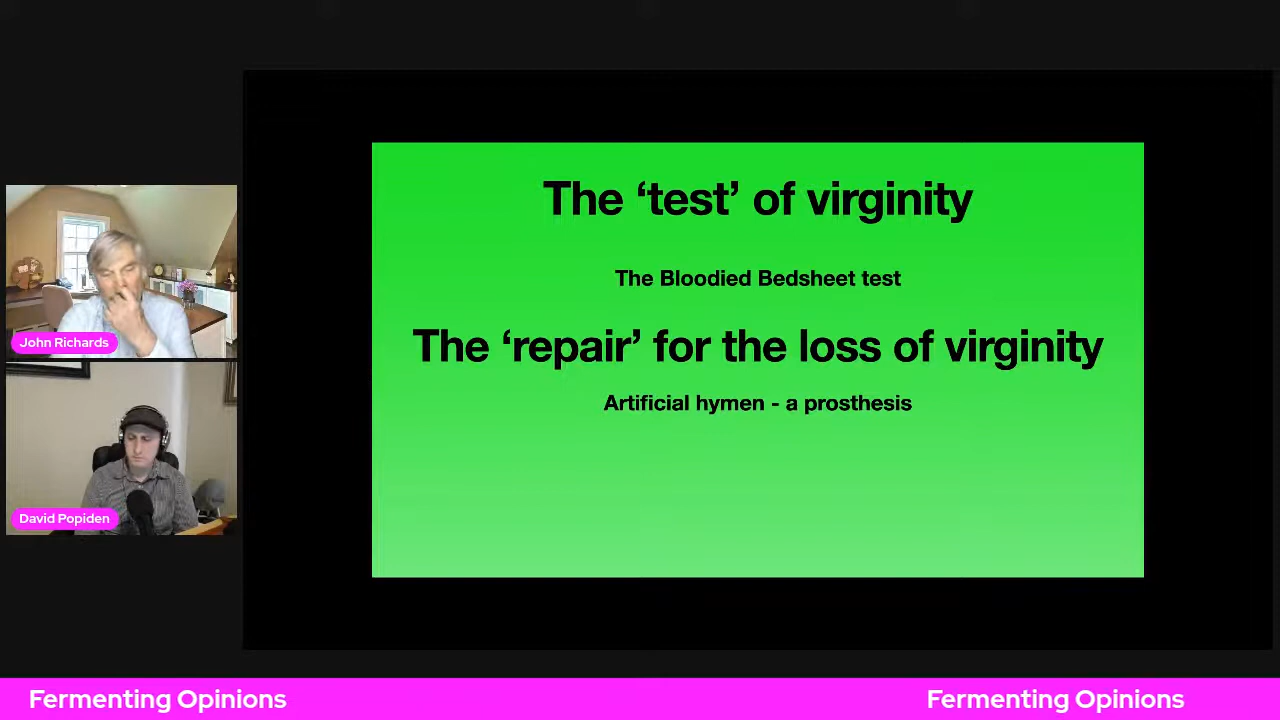 The ‘test’ of virginity
The Bloodied Bedsheet test
The ‘repair’ for the loss of virginity
Artificial hymen - a prosthesis
John Richards
David Popiden
Fermenting Opinions
Fermenting Opinions